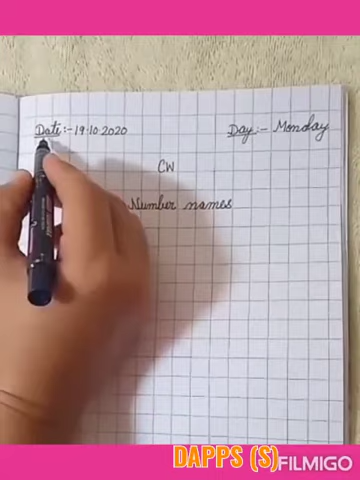 Date :- 19.10.2020 Day :- Monday
CW
Number names
DAPPS (S)
FILMIGO